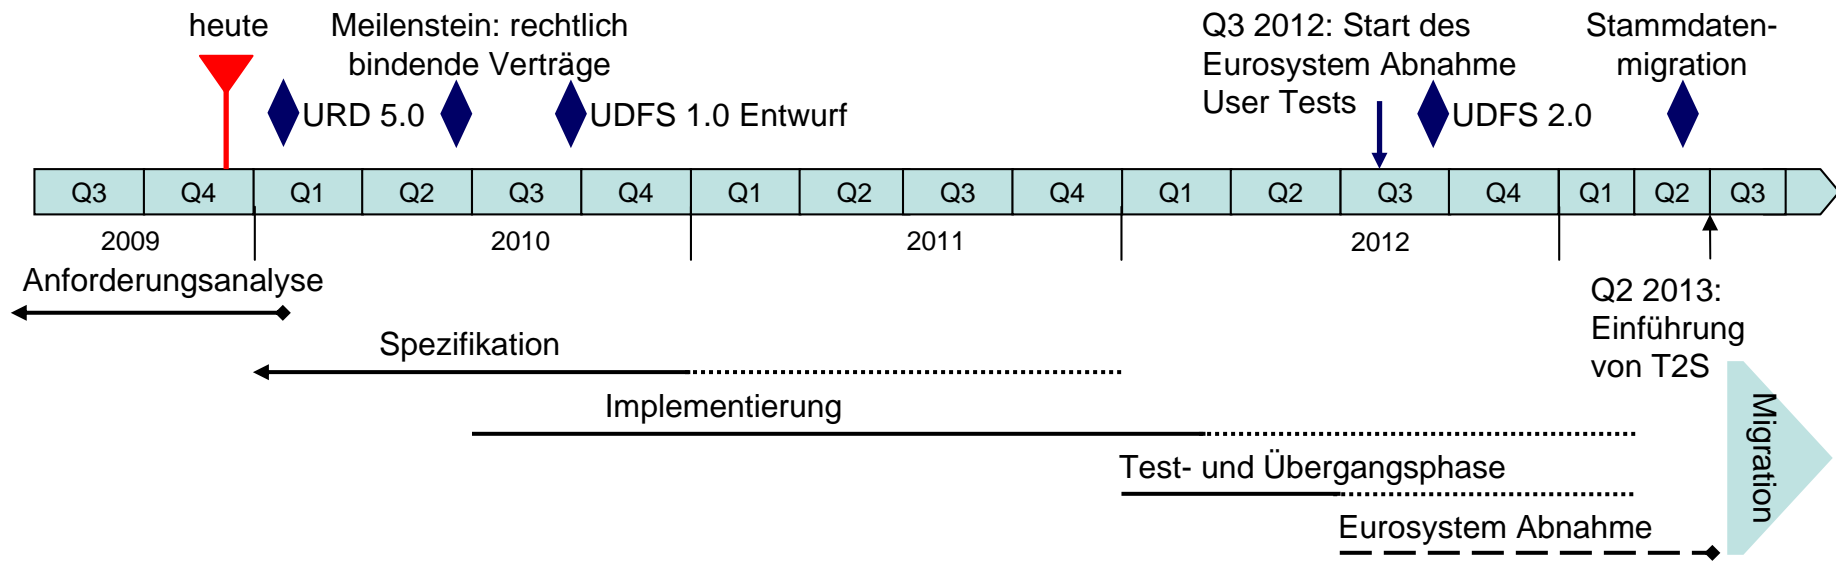 heute
Meilenstein: rechtlich
bindende Verträge
Q3 2012: Start des
Eurosystem Abnahme
User Tests
Stammdaten-
migration
URD 5.0
UDFS 1.0 Entwurf
UDFS 2.0
Q3 Q4 Q1 Q2 Q3 Q4 Q1 Q2 Q3 Q4 Q1 Q2 Q3 Q4 Q1 Q2 Q3
2009 2010 2011 2012
Anforderungsanalyse
Q2 2013:
Einführung
von T2S
Spezifikation
Implementierung
Migration
Test- und Übergangsphase
Eurosystem Abnahme